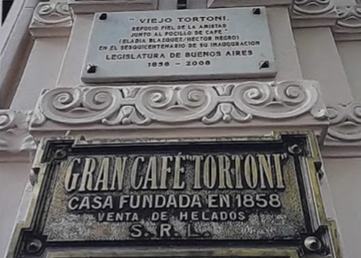 "VIEJO TORTONI.
REFUGIO FIEL DE LA AMISTAD
JUNTO AL POCILLO DE CAFE"
(ELADIA BLAZQUEZ/HECTOR NEGRO)
EN EL SESQUICENTENARIO DE SU INAUGURACION
LEGISLATURA DE BUENOS AIRES
1858 - 2008
GRAN CAFÉ "TORTONI"
CASA FUNDADA EN 1858
VENTA DE HELADOS
S.R.L.